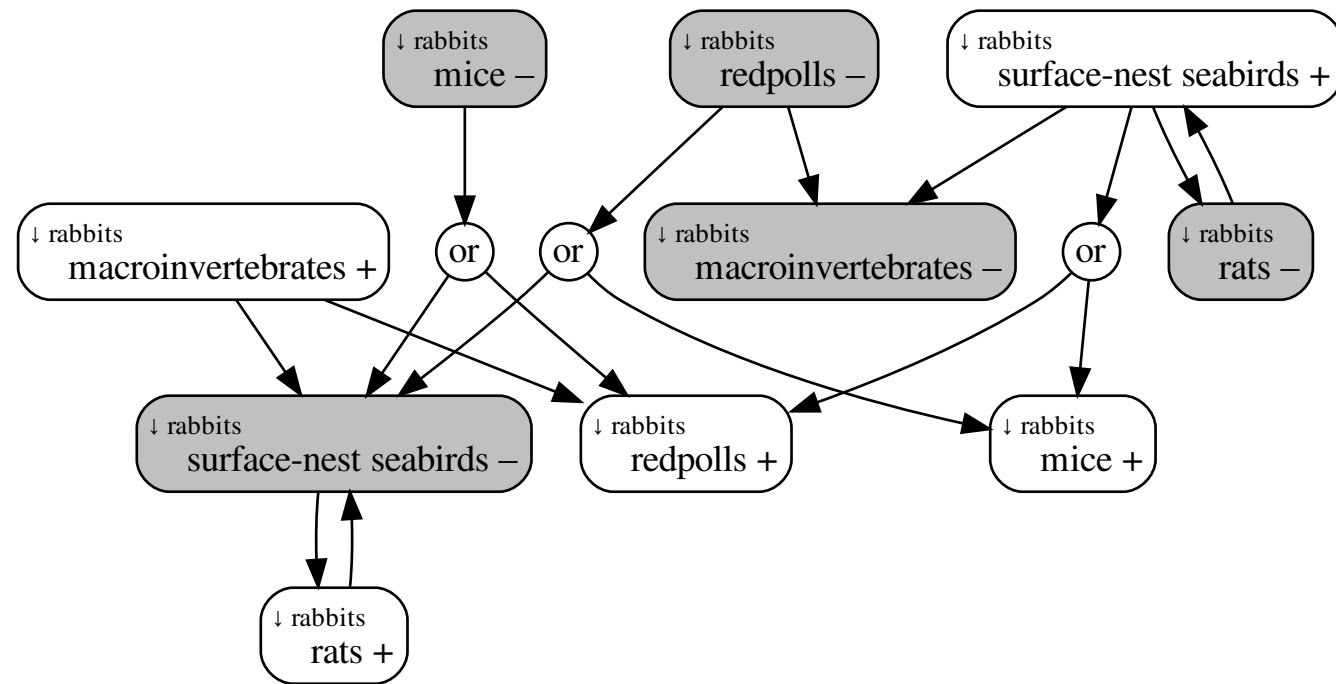 ↓ rabbits
mice –
↓ rabbits
redpolls –
↓ rabbits
surface-nest seabirds +
↓ rabbits
macroinvertebrates +
or
or
↓ rabbits
macroinvertebrates –
or
↓ rabbits
rats –
↓ rabbits
surface-nest seabirds –
↓ rabbits
redpolls +
↓ rabbits
mice +
↓ rabbits
rats +